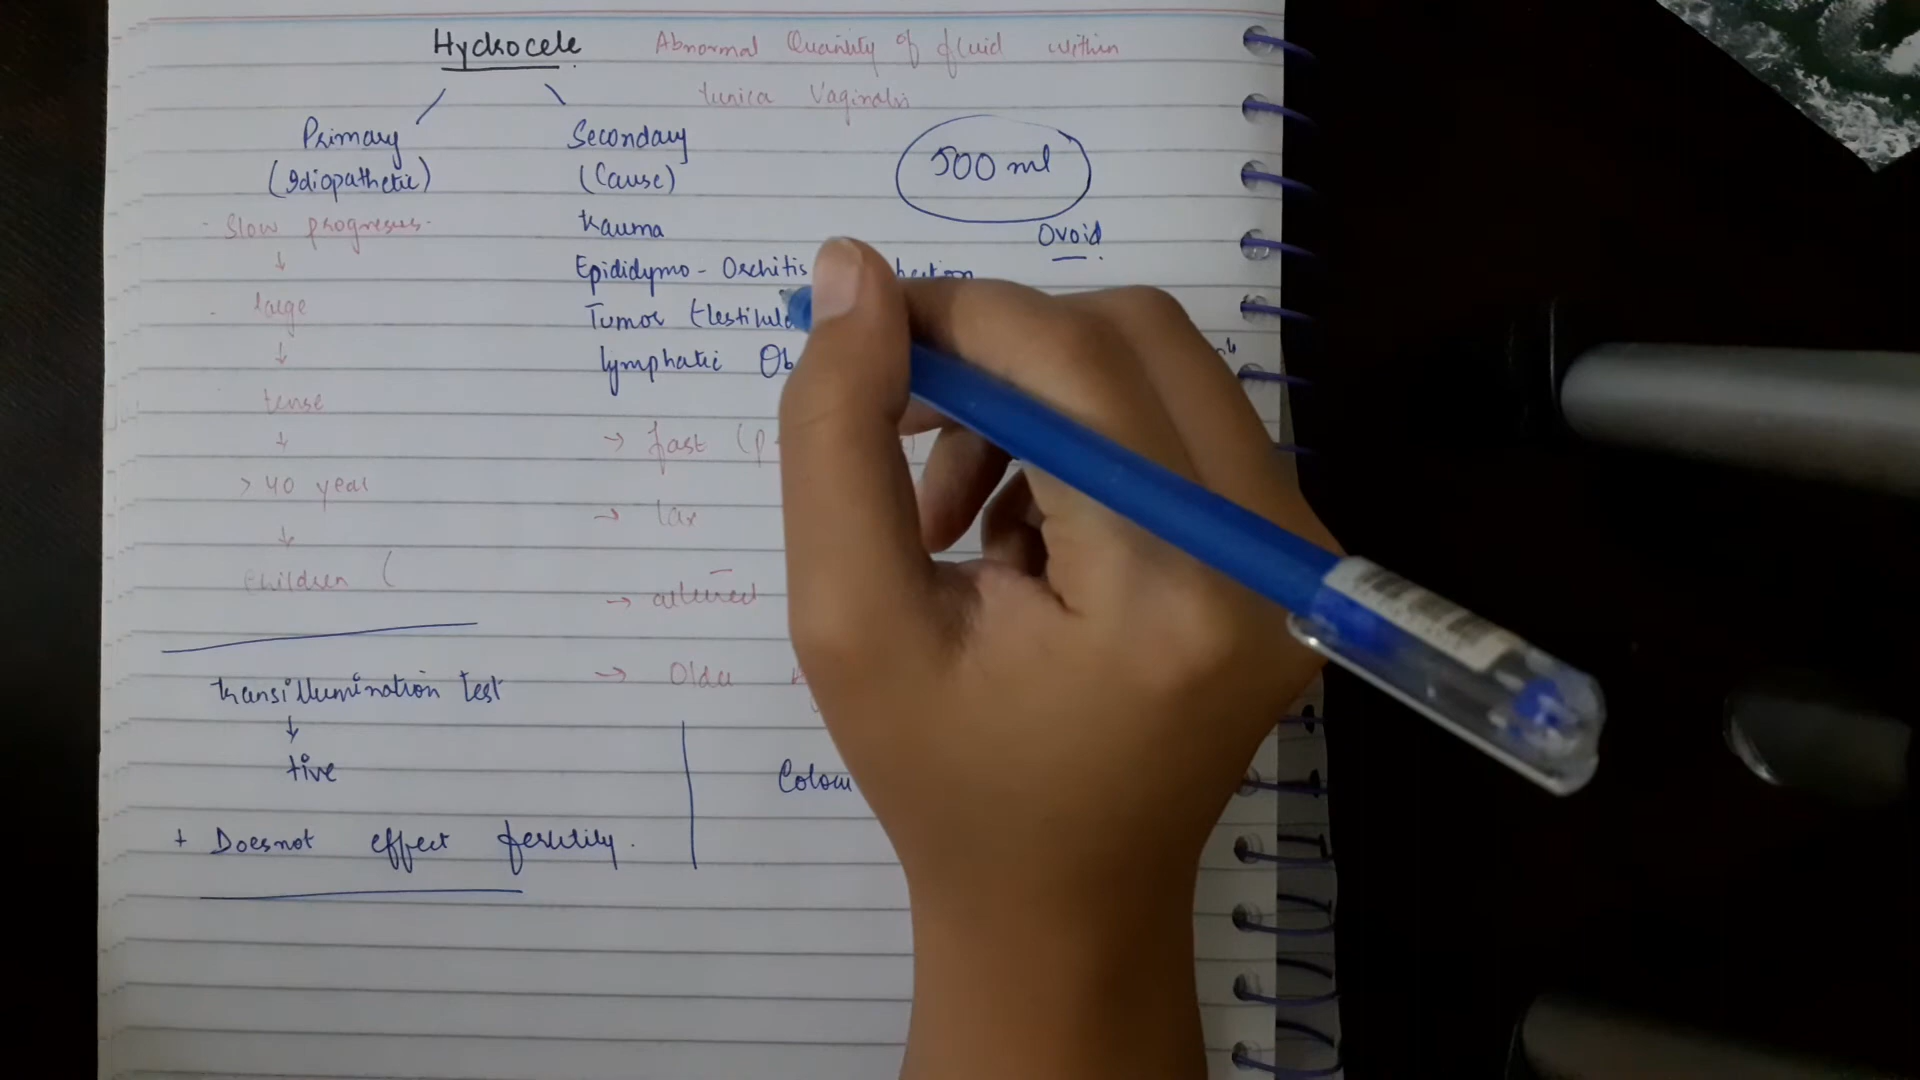 Hydrocele Abnormal Quantity of fluid within
tunica Vaginalis
Primary Secondary
(Idiopathetic) (Cause) 500 ml
- Slow progresses - trauma Ovoid
↓ Epididymo - Orchitis
large Tumor (testicula
↓ lymphatic Ob
tense
↓ → fast (p
> 40 year → lax
↓
Children ( → altered
→ Older
transillumination test
↓
+ive Colour
+ Doesnot effect fertility.